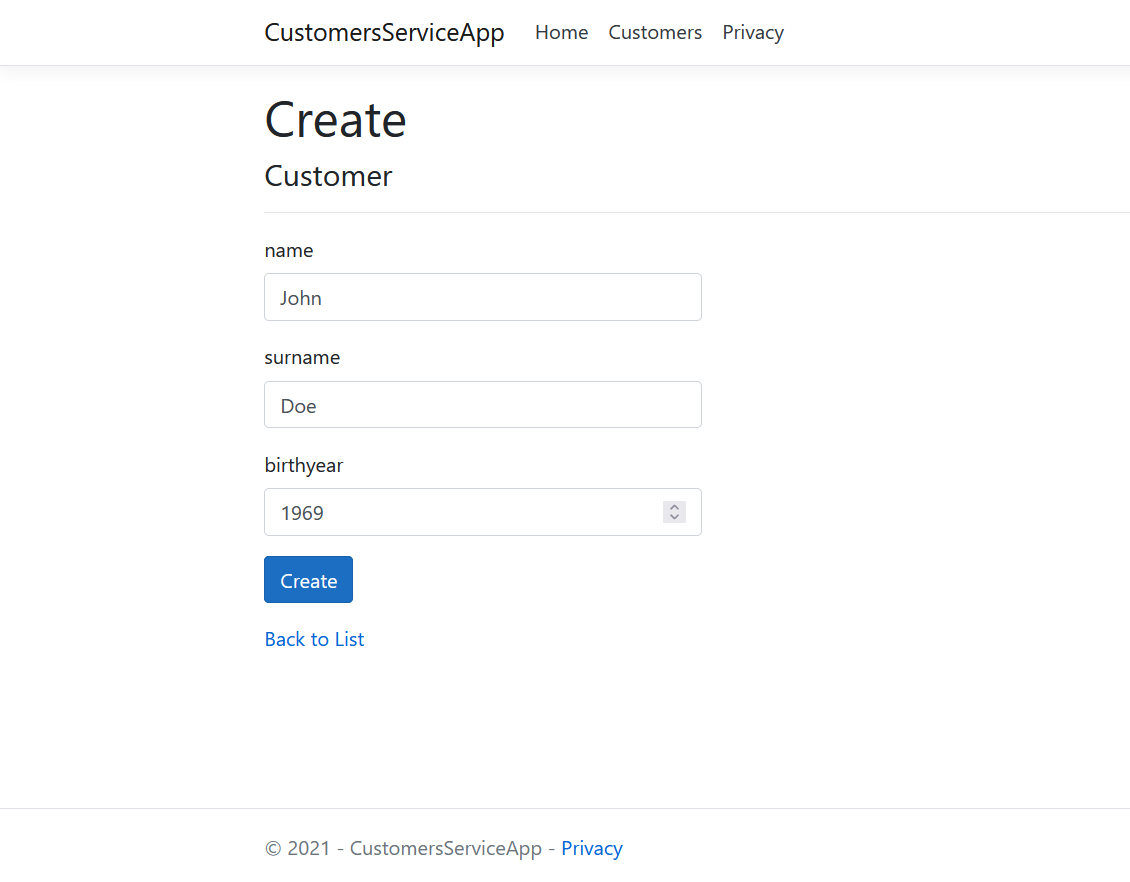 CustomersServiceApp Home Customers Privacy
Create
Customer
name
John
surname
Doe
birthyear
1969
Create
Back to List
© 2021 - CustomersServiceApp - Privacy